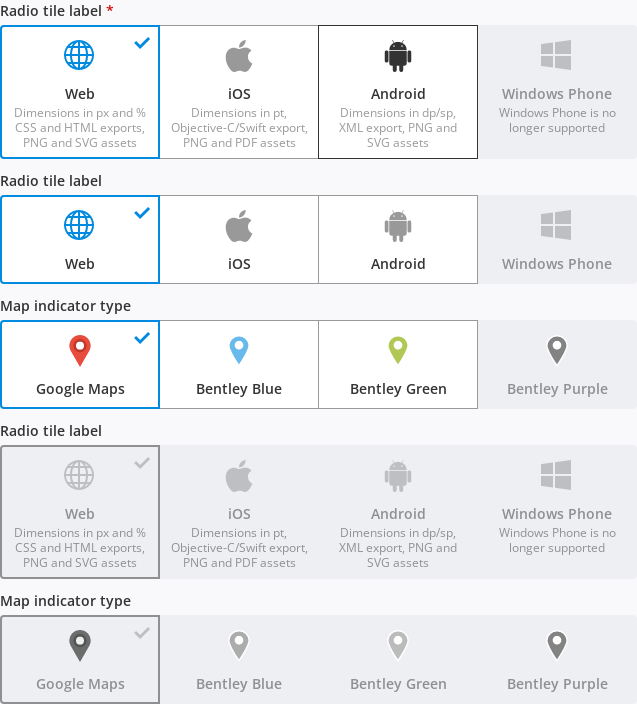 Radio tile label *
Web
Dimensions in px and %
CSS and HTML exports,
PNG and SVG assets
iOS
Dimensions in pt,
Objective-C/Swift export,
PNG and PDF assets
Android
Dimensions in dp/sp,
XML export, PNG and
SVG assets
Windows Phone
Windows Phone is no
longer supported
Radio tile label
Web
iOS
Android
Windows Phone
Map indicator type
Google Maps
Bentley Blue
Bentley Green
Bentley Purple
Radio tile label
Web
Dimensions in px and %
CSS and HTML exports,
PNG and SVG assets
iOS
Dimensions in pt,
Objective-C/Swift export,
PNG and PDF assets
Android
Dimensions in dp/sp,
XML export, PNG and
SVG assets
Windows Phone
Windows Phone is no
longer supported
Map indicator type
Google Maps
Bentley Blue
Bentley Green
Bentley Purple